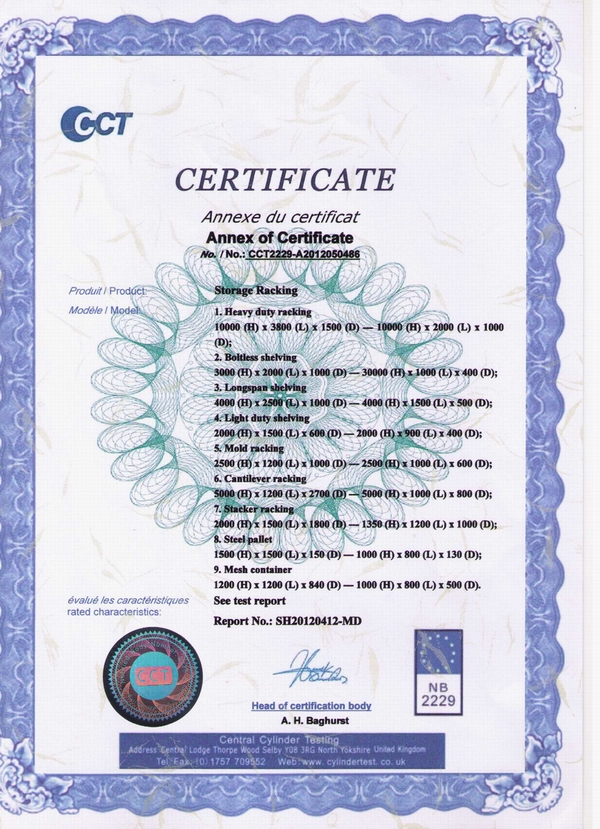 CCT
CERTIFICATE
Annexe du certificat
Annex of Certificate
No. / No.: CCT2229-A2012050486
Produit / Product: Storage Racking
Modèle / Model: 1. Heavy duty racking
10000 (H) x 3800 (L) x 1500 (D) — 10000 (H) x 2000 (L) x 1000
(D);
2. Boltless shelving
3000 (H) x 2000 (L) x 1000 (D) — 30000 (H) x 1000 (L) x 400 (D);
3. Longspan shelving
4000 (H) x 2500 (L) x 1000 (D) — 4000 (H) x 1500 (L) x 500 (D);
4. Light duty shelving
2000 (H) x 1500 (L) x 600 (D) — 2000 (H) x 900 (L) x 400 (D);
5. Mold racking
2500 (H) x 1200 (L) x 1000 (D) — 2500 (H) x 1000 (L) x 600 (D);
6. Cantilever racking
5000 (H) x 1200 (L) x 2700 (D) — 5000 (H) x 1000 (L) x 800 (D);
7. Stacker racking
2000 (H) x 1500 (L) x 1800 (D) — 1350 (H) x 1200 (L) x 1000 (D);
8. Steel pallet
1500 (H) x 1500 (L) x 150 (D) — 1000 (H) x 800 (L) x 130 (D);
9. Mesh container
1200 (H) x 1200 (L) x 840 (D) — 1000 (H) x 800 (L) x 500 (D).
évalué les caractéristiques See test report
rated characteristics:
Report No.: SH20120412-MD
CCT
NB
2229
Head of certification body
A. H. Baghurst
Central Cylinder Testing
Address Central Lodge Thorpe Wood Selby Y08 3RG North Yokshire United Kingdom
Tel/Fax: (0) 1757 709552 Web: www.cylindertest.co.uk